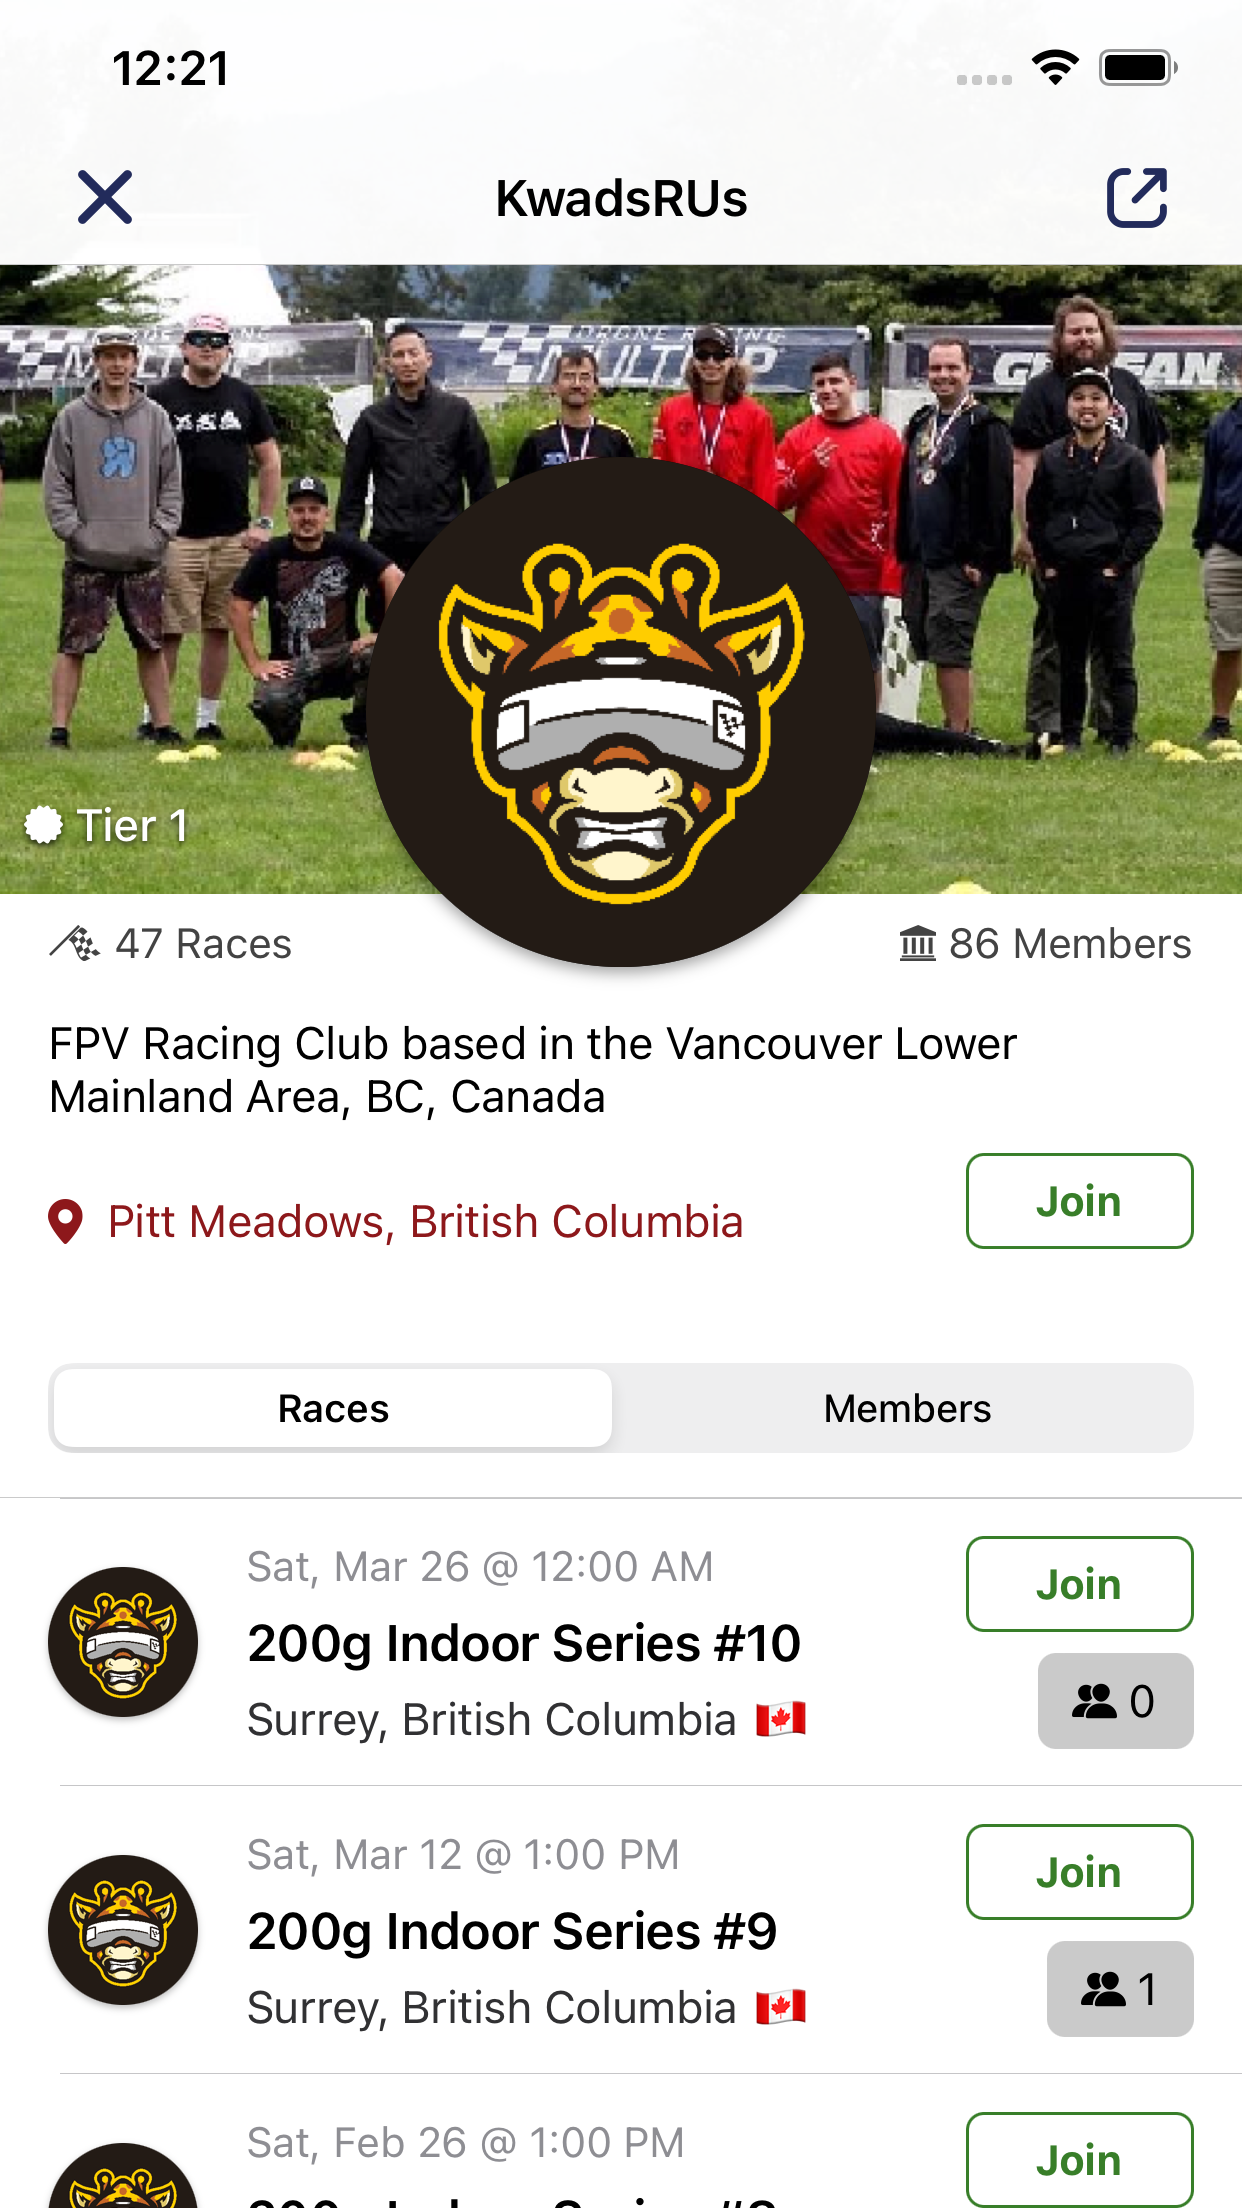 12:21
KwadsRUs
DRONE RACING
MULTIGP
Tier 1
47 Races
86 Members
FPV Racing Club based in the Vancouver Lower
Mainland Area, BC, Canada
Pitt Meadows, British Columbia
Join
Races
Members
Sat, Mar 26 @ 12:00 AM
200g Indoor Series #10
Surrey, British Columbia
Join
0
Sat, Mar 12 @ 1:00 PM
200g Indoor Series #9
Surrey, British Columbia
Join
1
Sat, Feb 26 @ 1:00 PM
Join